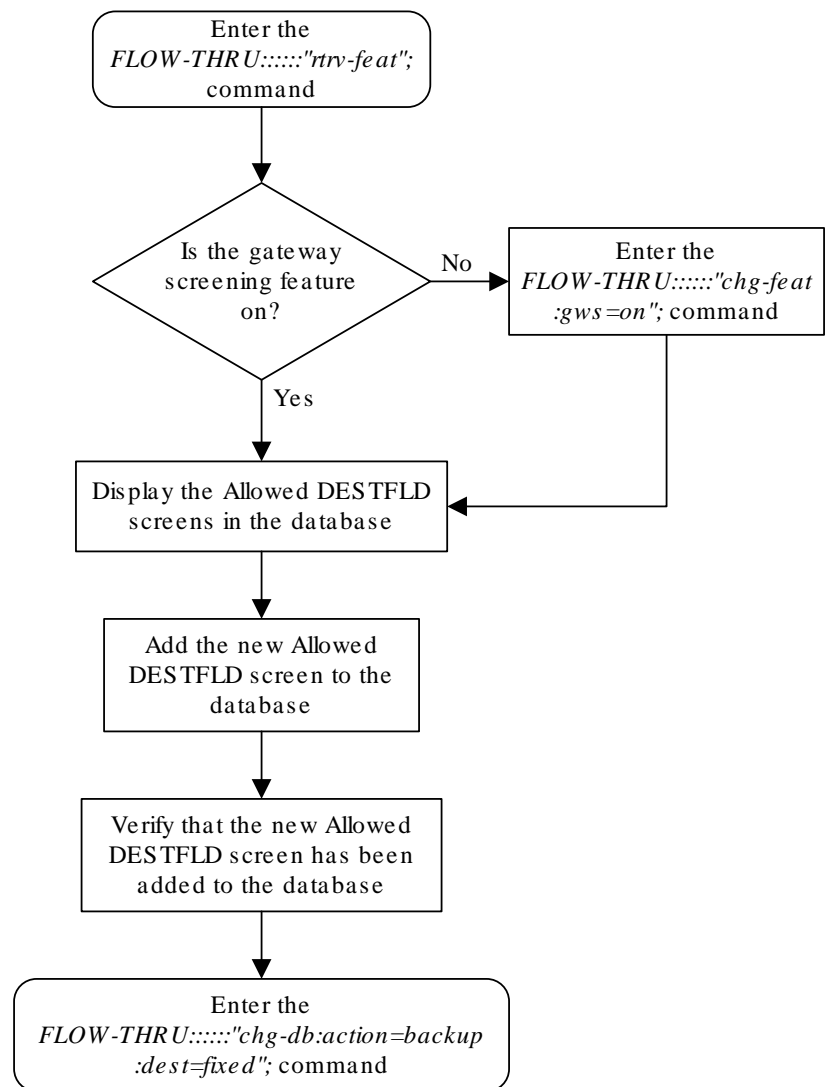 Enter the
FLOW-THRU::::::"rtrv-feat";
command
Is the gateway
screening feature
on?
No
Enter the
FLOW-THRU::::::"chg-feat
:gws=on"; command
Yes
Display the Allowed DESTFLD
screens in the database
Add the new Allowed
DESTFLD screen to the
database
Verify that the new Allowed
DESTFLD screen has been
added to the database
Enter the
FLOW-THRU::::::"chg-db:action=backup
:dest=fixed"; command